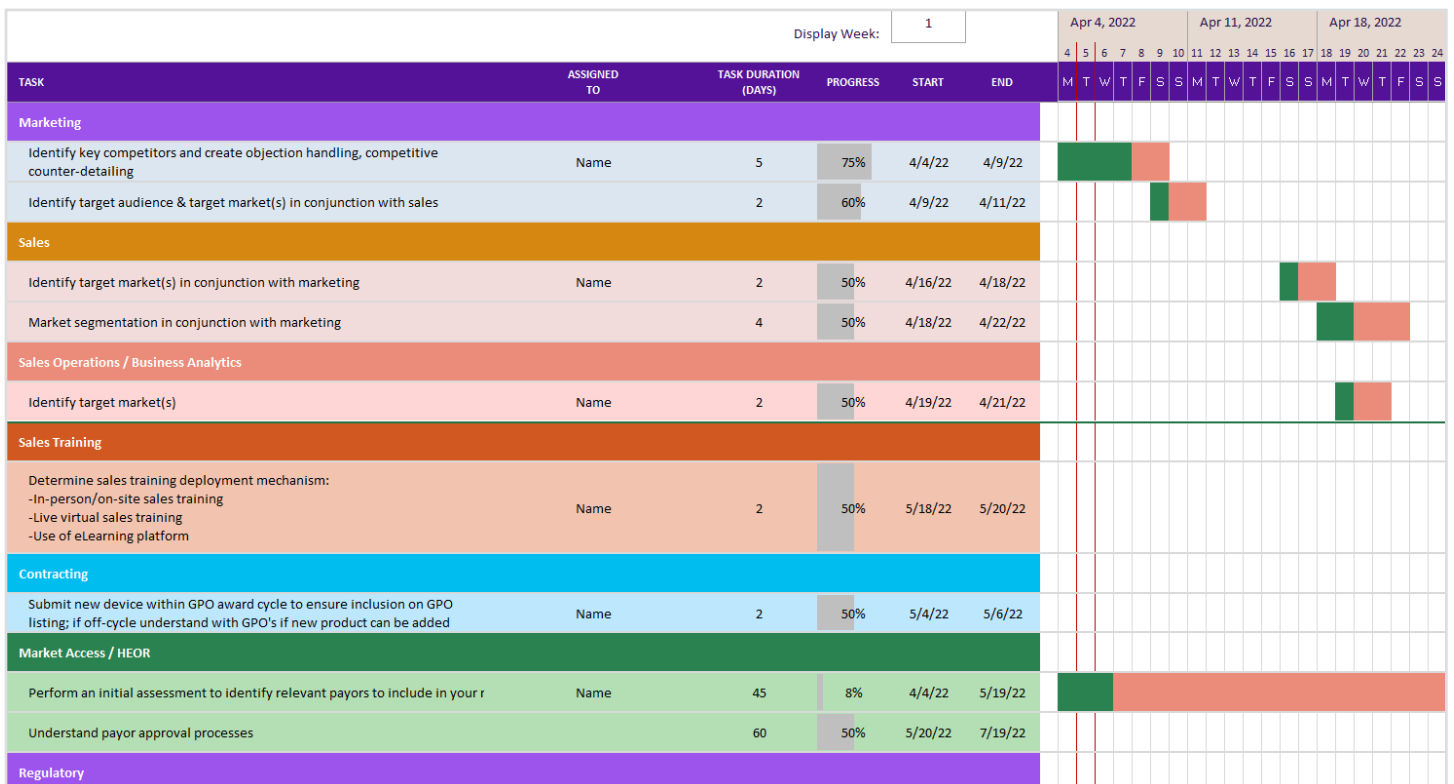 Display Week: 1 Apr 4, 2022 Apr 11, 2022 Apr 18, 2022
4 5 6 7 8 9 10 11 12 13 14 15 16 17 18 19 20 21 22 23 24
TASK ASSIGNED TO TASK DURATION (DAYS) PROGRESS START END M T W T F S S M T W T F S S M T W T F S S
Marketing
Identify key competitors and create objection handling, competitive
counter-detailing Name 5 75% 4/4/22 4/9/22
Identify target audience & target market(s) in conjunction with sales 2 60% 4/9/22 4/11/22
Sales
Identify target market(s) in conjunction with marketing Name 2 50% 4/16/22 4/18/22
Market segmentation in conjunction with marketing 4 50% 4/18/22 4/22/22
Sales Operations / Business Analytics
Identify target market(s) Name 2 50% 4/19/22 4/21/22
Sales Training
Determine sales training deployment mechanism:
-In-person/on-site sales training
-Live virtual sales training
-Use of eLearning platform Name 2 50% 5/18/22 5/20/22
Contracting
Submit new device within GPO award cycle to ensure inclusion on GPO
listing; if off-cycle understand with GPO's if new product can be added Name 2 50% 5/4/22 5/6/22
Market Access / HEOR
Perform an initial assessment to identify relevant payors to include in your r Name 45 8% 4/4/22 5/19/22
Understand payor approval processes 60 50% 5/20/22 7/19/22
Regulatory